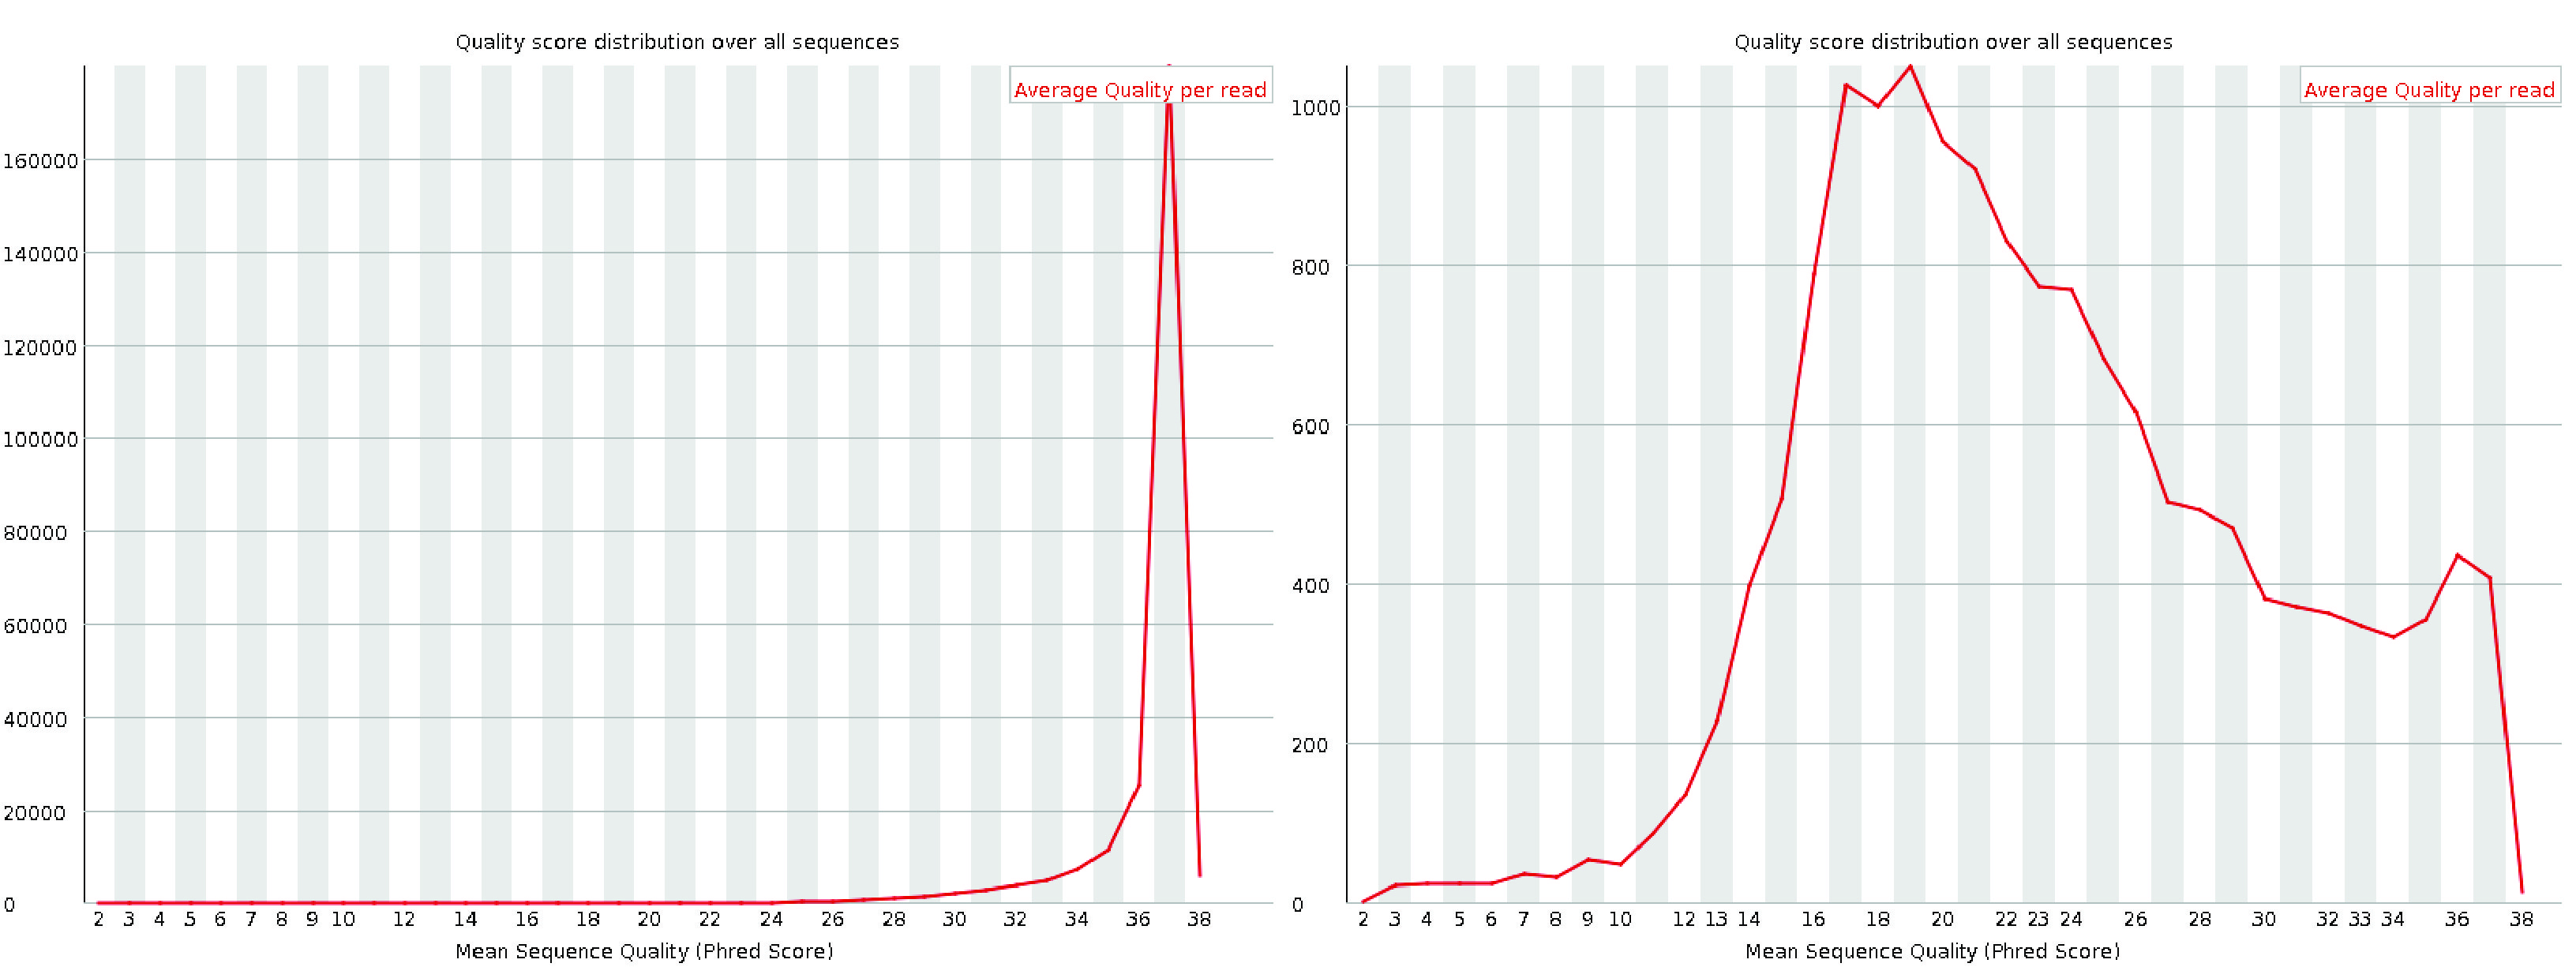 Quality score distribution over all sequences
Average Quality per read
160000
140000
120000
100000
80000
60000
40000
20000
0
2 3 4 5 6 7 8 9 10 12 14 16 18 20 22 24 26 28 30 32 34 36 38
Mean Sequence Quality (Phred Score)
Quality score distribution over all sequences
Average Quality per read
1000
800
600
400
200
0
2 3 4 5 6 7 8 9 10 12 13 14 16 18 20 22 23 24 26 28 30 32 33 34 36 38
Mean Sequence Quality (Phred Score)